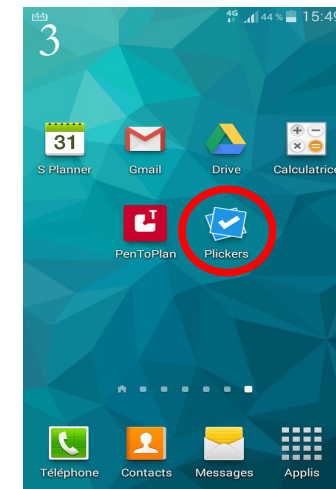 4G 44 % 15:49
3
31
S Planner Gmail Drive Calculatrice
PenToPlan Plickers
Téléphone Contacts Messages Applis